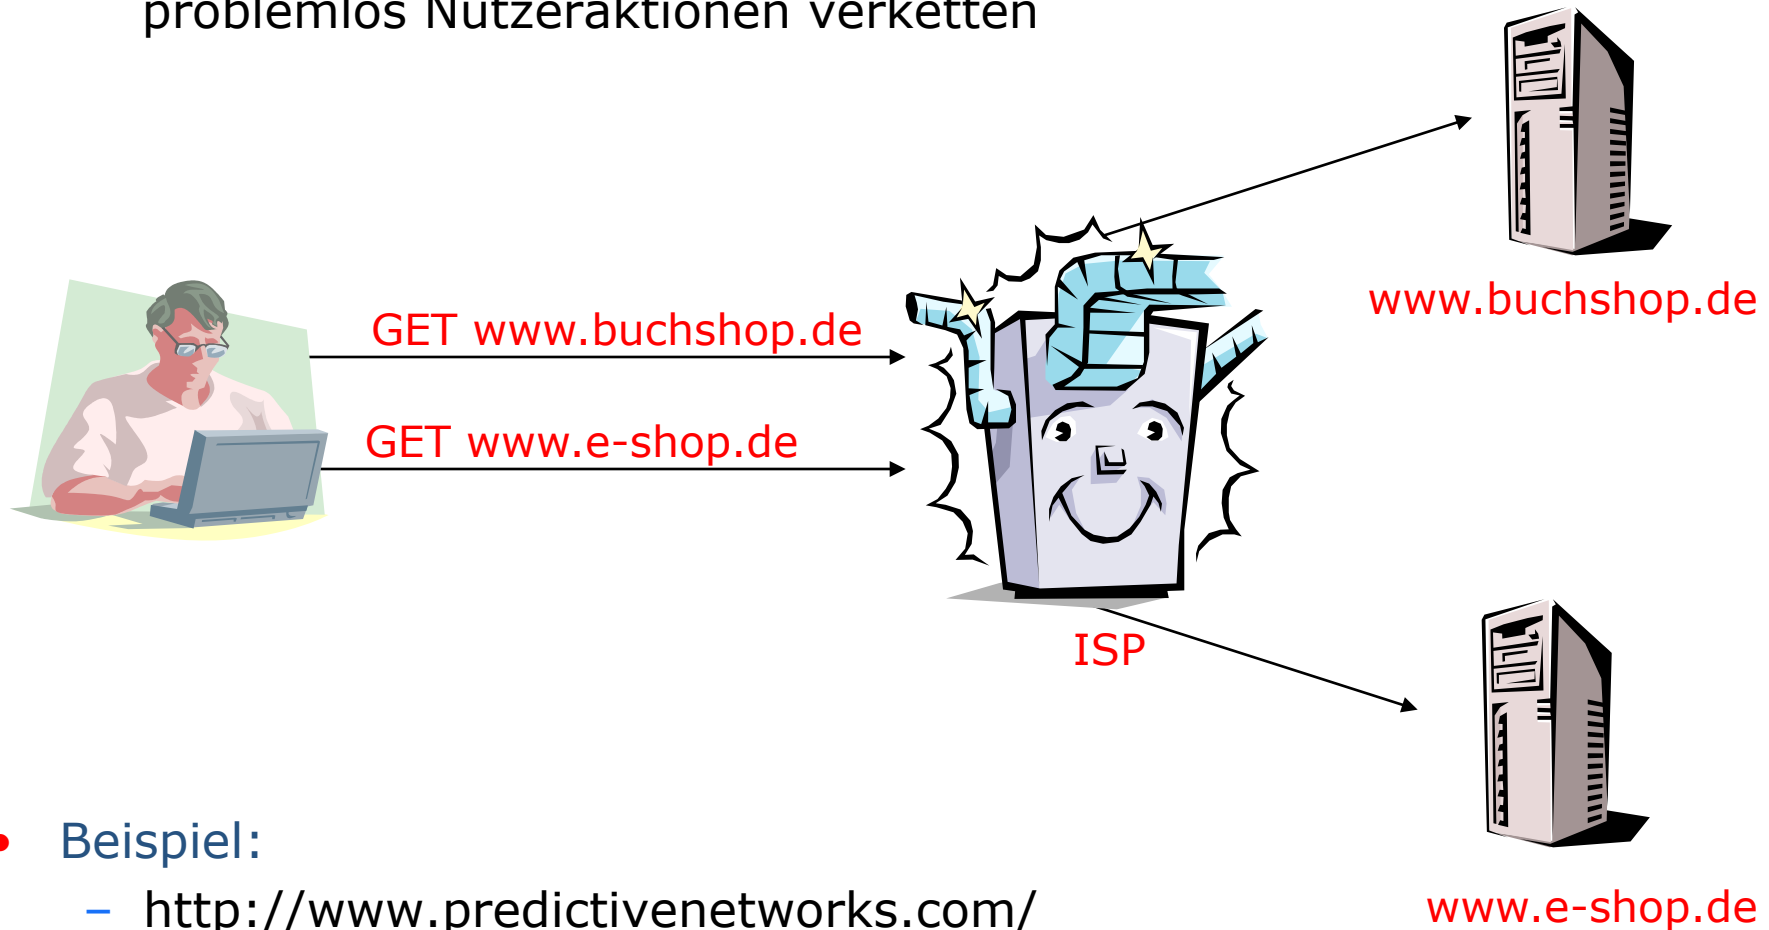 problemlos Nutzeraktionen verketten
www.buchshop.de
GET www.buchshop.de
GET www.e-shop.de
ISP
• Beispiel:
– http://www.predictivenetworks.com/
www.e-shop.de